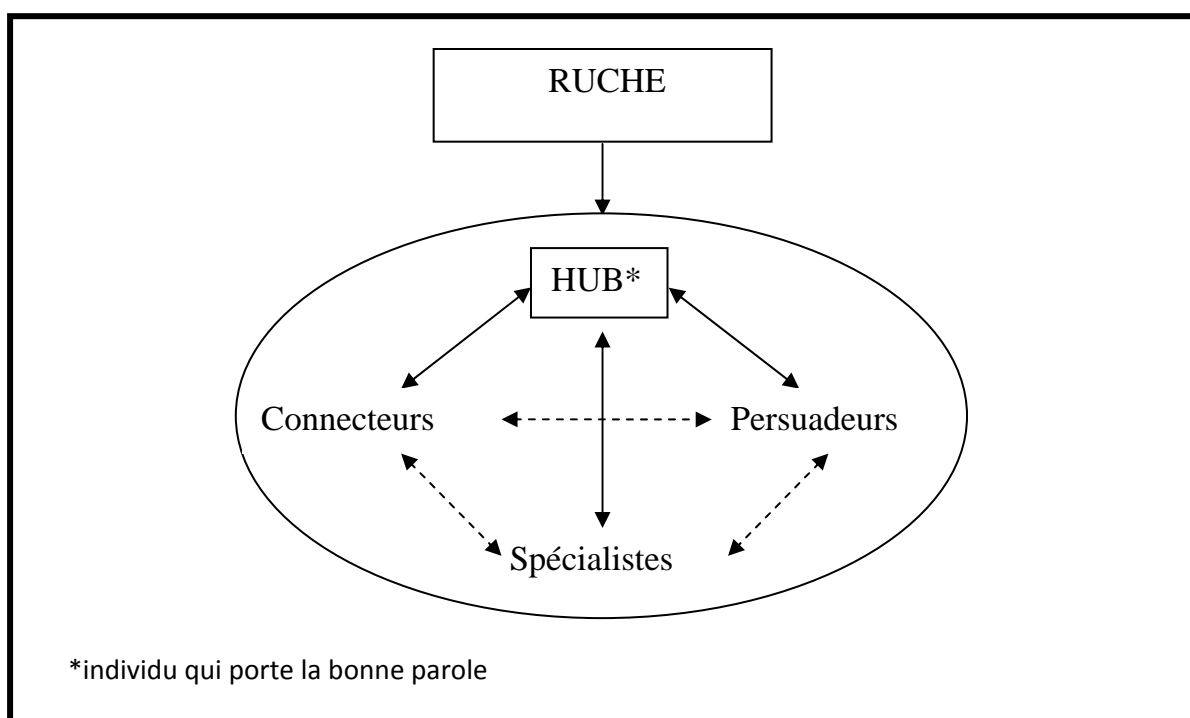 RUCHE
HUB*
Connecteurs
Persuadeurs
Spécialistes
*individu qui porte la bonne parole